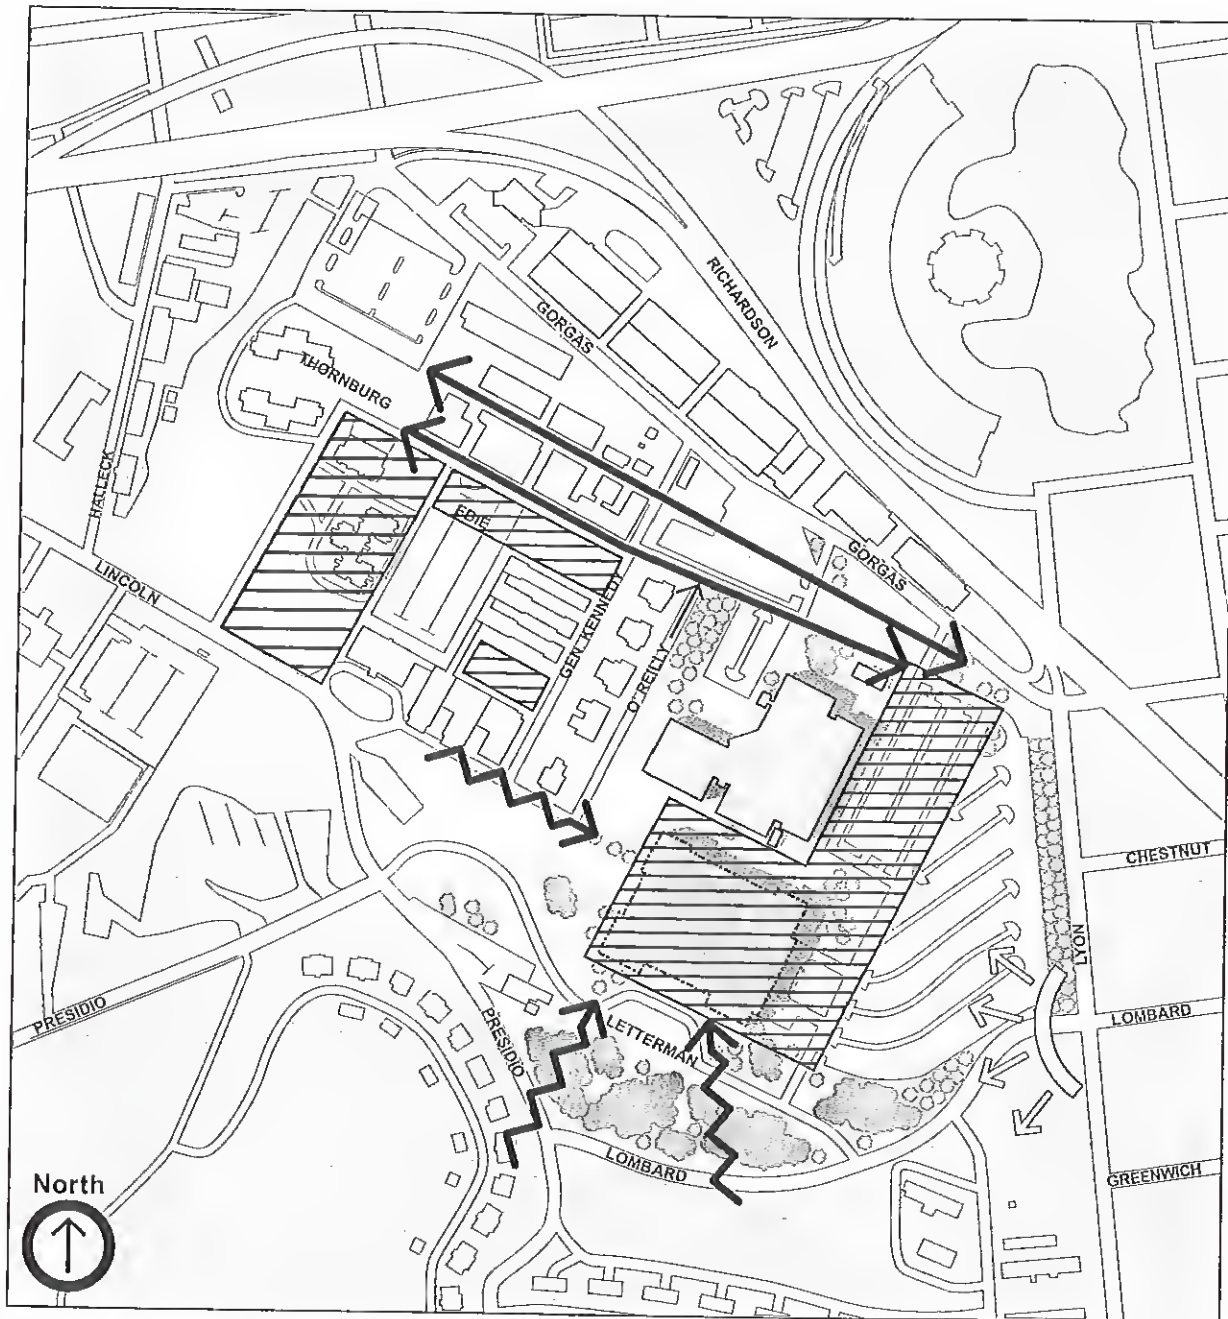 RICHARDSON
GORGAS
THORNBURG
HALLECK
EDIE
LINCOLN
GORGAS
GEN. KENNEDY
O'REILLY
CHESTNUT
LYON
PRESIDIO
PRESIDIO
LETTERMAN
LOMBARD
LOMBARD
GREENWICH
North